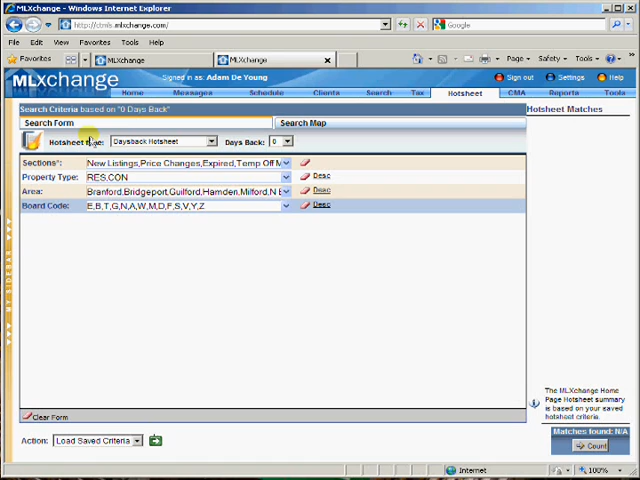 MLXchange - Windows Internet Explorer
http://ctmls.mlxchange.com/
Google
File Edit View Favorites Tools Help
Favorites MLXchange MLXchange Page Safety Tools
MLXchange Signed in as: Adam De Young Sign out Settings Help
Home Messages Schedule Clients Search Tax Hotsheet CMA Reports Tools
Search Criteria based on "0 Days Back"
Hotsheet Matches
Search Form Search Map
Hotsheet Daysback Hotsheet Days Back: 0
Sections*: New Listings,Price Changes,Expired,Temp Off M
Property Type: RES,CON Desc
Area: Branford,Bridgeport,Guilford,Hamden,Milford,N Desc
Board Code: E,B,T,G,N,A,W,M,D,F,S,V,Y,Z Desc
MY SIDEBAR
The MLXchange Home
Page Hotsheet summary
is based on your saved
hotsheet criteria.
Clear Form
Matches found: N/A
Action: Load Saved Criteria
Count
Internet 100%